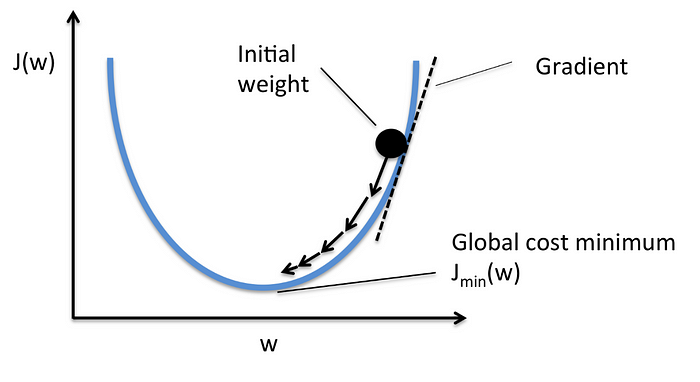 J(w)
Initial
weight
Gradient
Global cost minimum
Jmin(w)
w